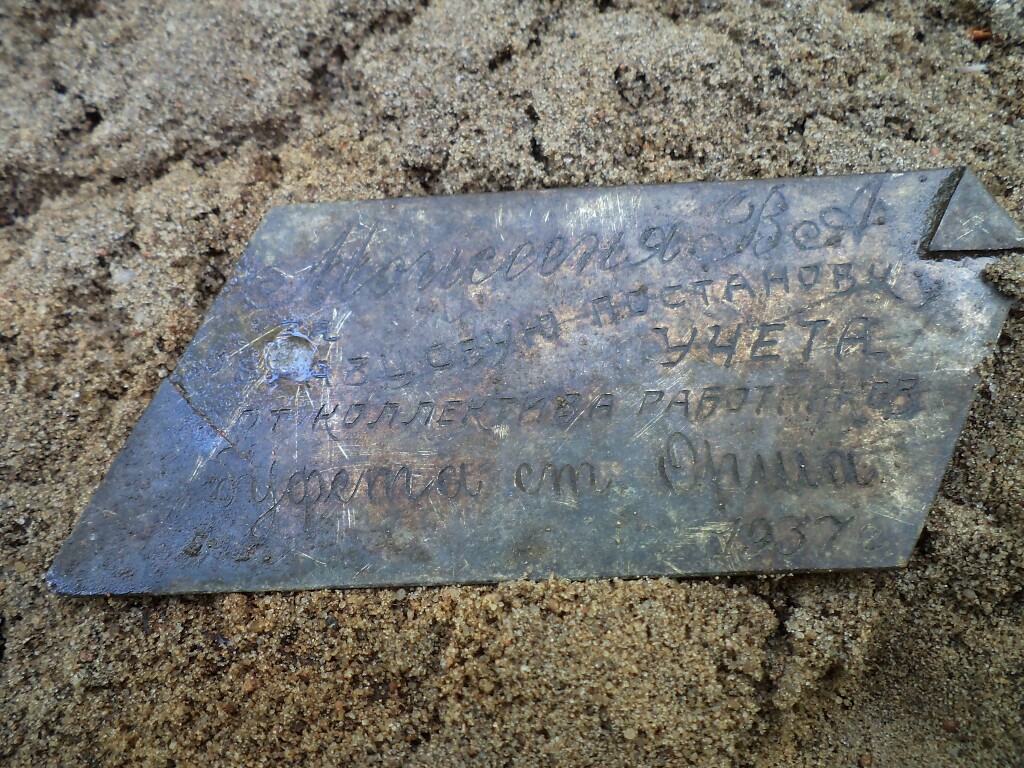 В. А.
ПОСТАНОВКУ
УЧЕТА
ОТ КОЛЛЕКТИВА РАБОТНИКОВ
Буфета ст Орша
1937 г